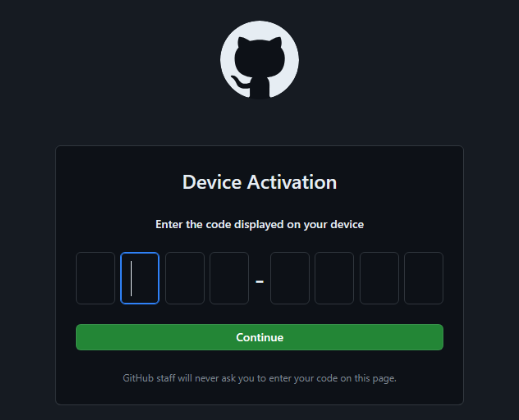 Device Activation
Enter the code displayed on your device
-
Continue
GitHub staff will never ask you to enter your code on this page.